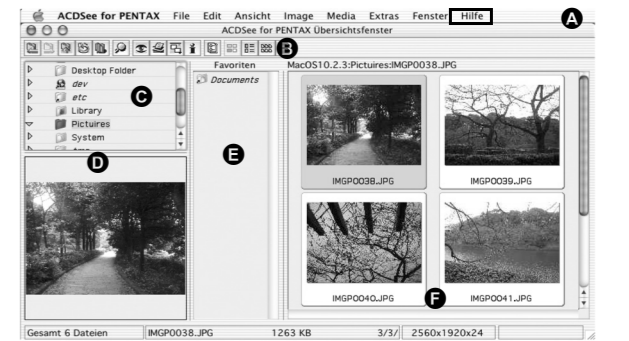 ACDSee for PENTAX File Edit Ansicht Image Media Extras Fenster Hilfe A
ACDSee for PENTAX Übersichtsfenster
B
Favoriten MacOS10.2.3:Pictures:IMGP0038.JPG
Desktop Folder
dev
etc
Library
Pictuires
System
C
Documents
D
E
IMGP0038.JPG IMGP0039.JPG
IMGP0040.JPG IMGP0041.JPG
F
Gesamt 6 Dateien IMGP0038.JPG 1263 KB 3/3/ 2560x1920x24